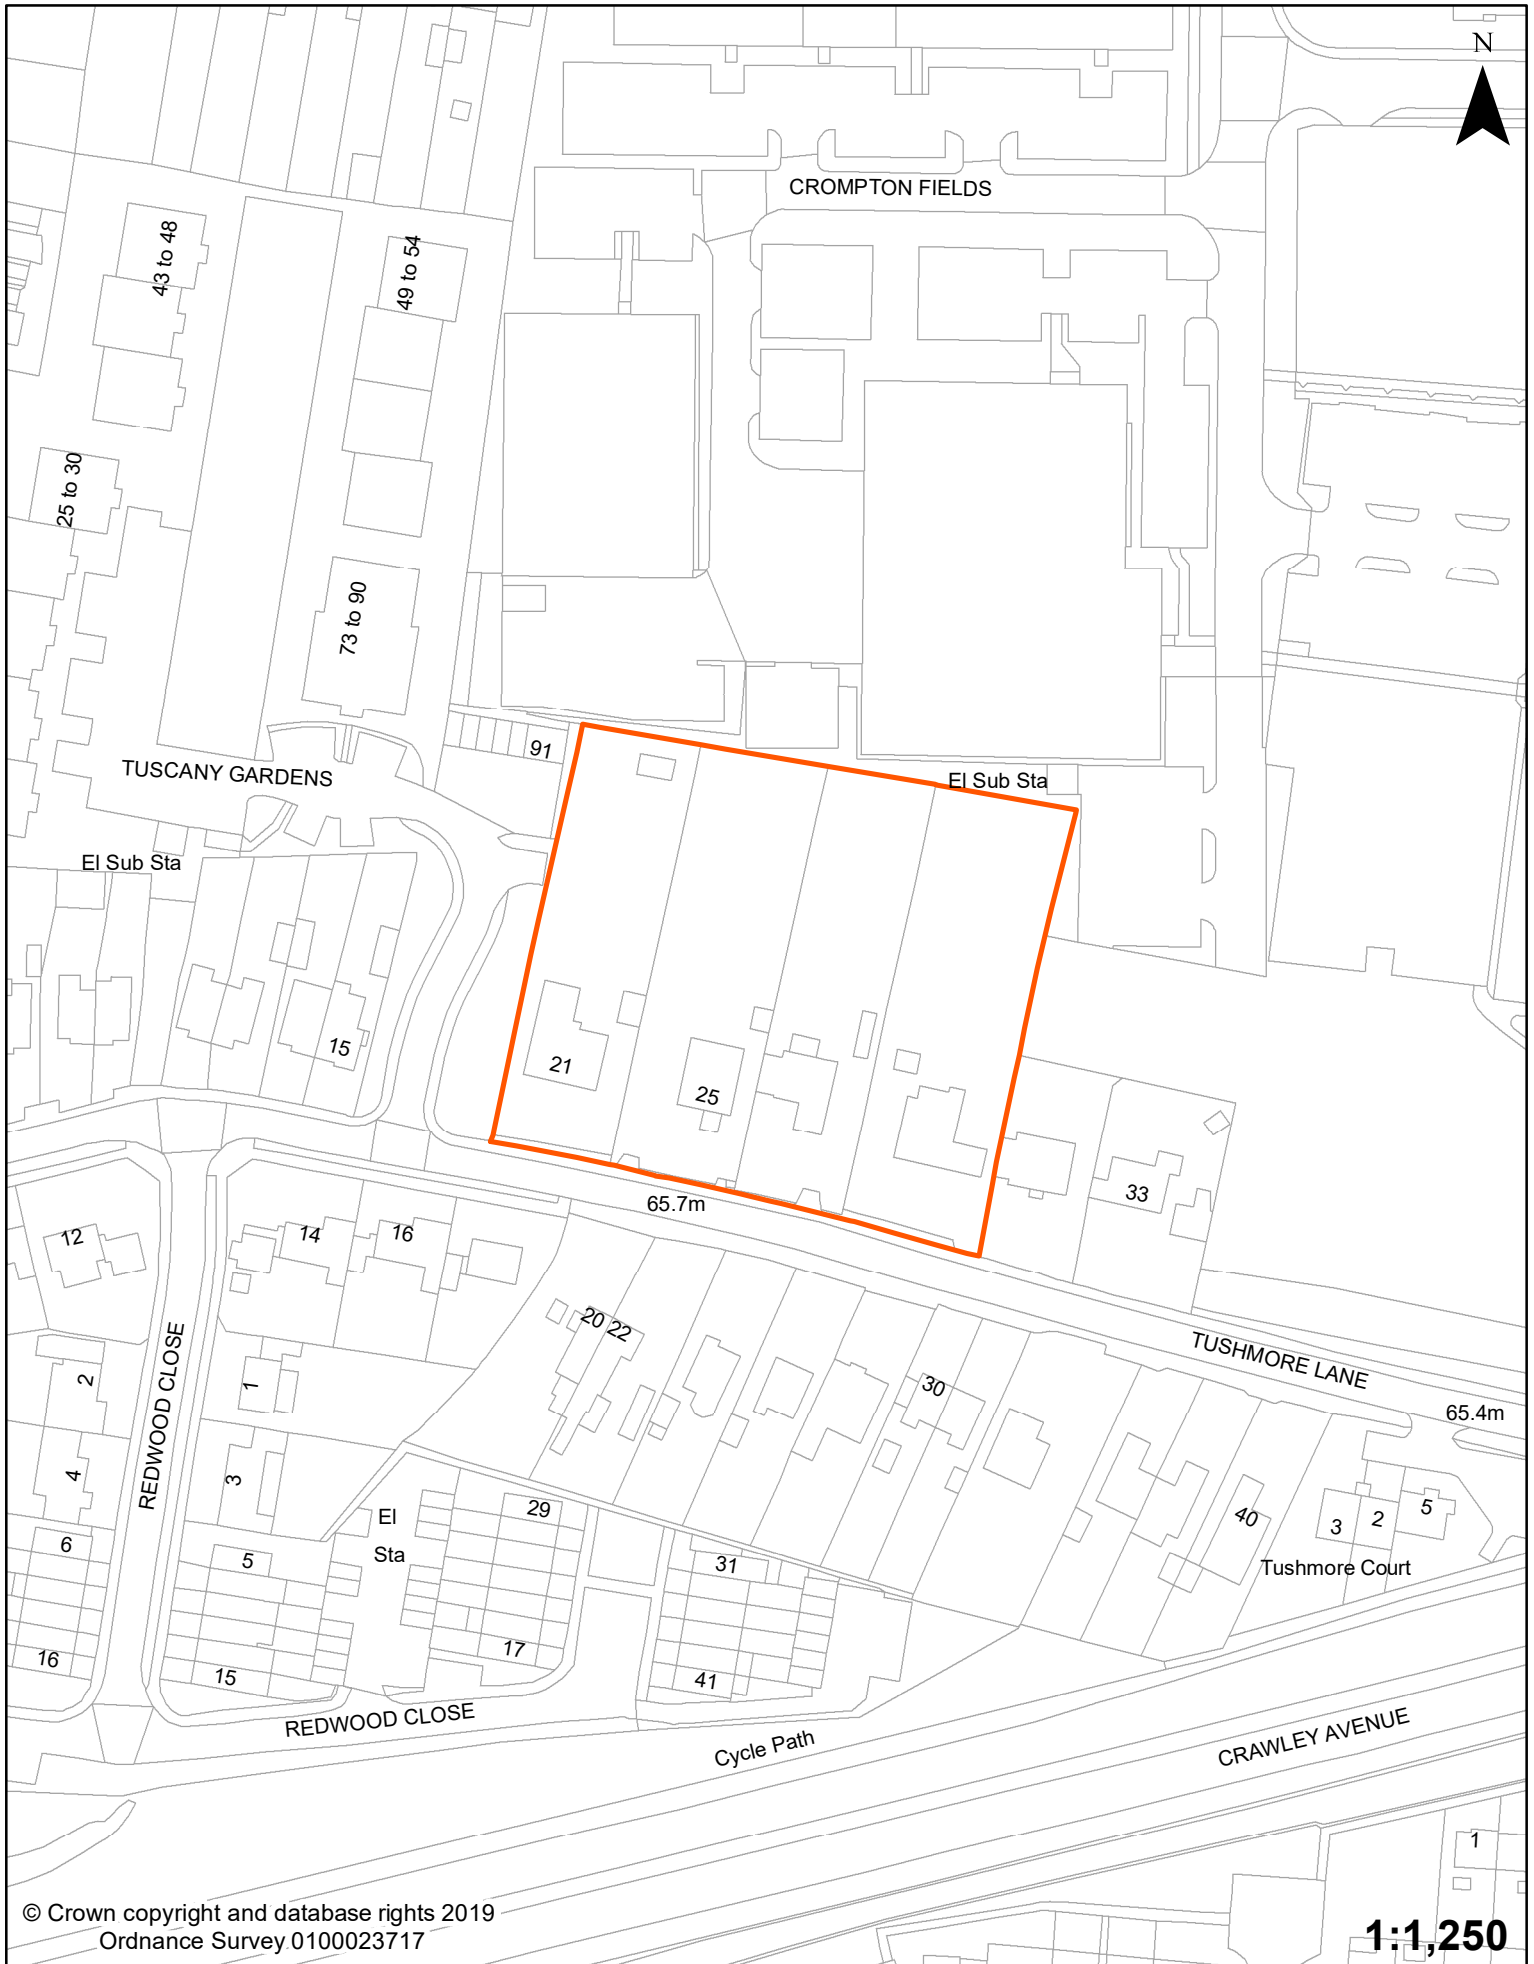 N
CROMPTON FIELDS
43 to 48
49 to 54
25 to 30
73 to 90
91
TUSCANY GARDENS
El Sub Sta
El Sub Sta
15
21
25
33
65.7m
12
14
16
20 22
30
TUSHMORE LANE
65.4m
2
1
REDWOOD CLOSE
4
3
El
Sta
29
31
40
3
2
5
Tushmore Court
6
5
16
15
17
41
REDWOOD CLOSE
Cycle Path
CRAWLEY AVENUE
1
© Crown copyright and database rights 2019
Ordnance Survey 0100023717
1:1,250